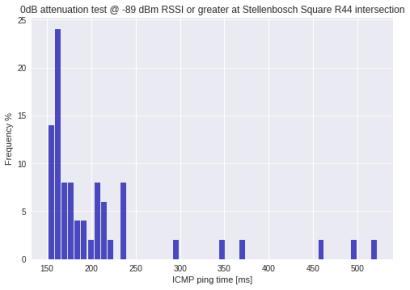 0dB attenuation test @ -89 dBm RSSI or greater at Stellenbosch Square R44 intersection
25
20
15
10
5
0
Frequency %
150 200 250 300 350 400 450 500
ICMP ping time [ms]